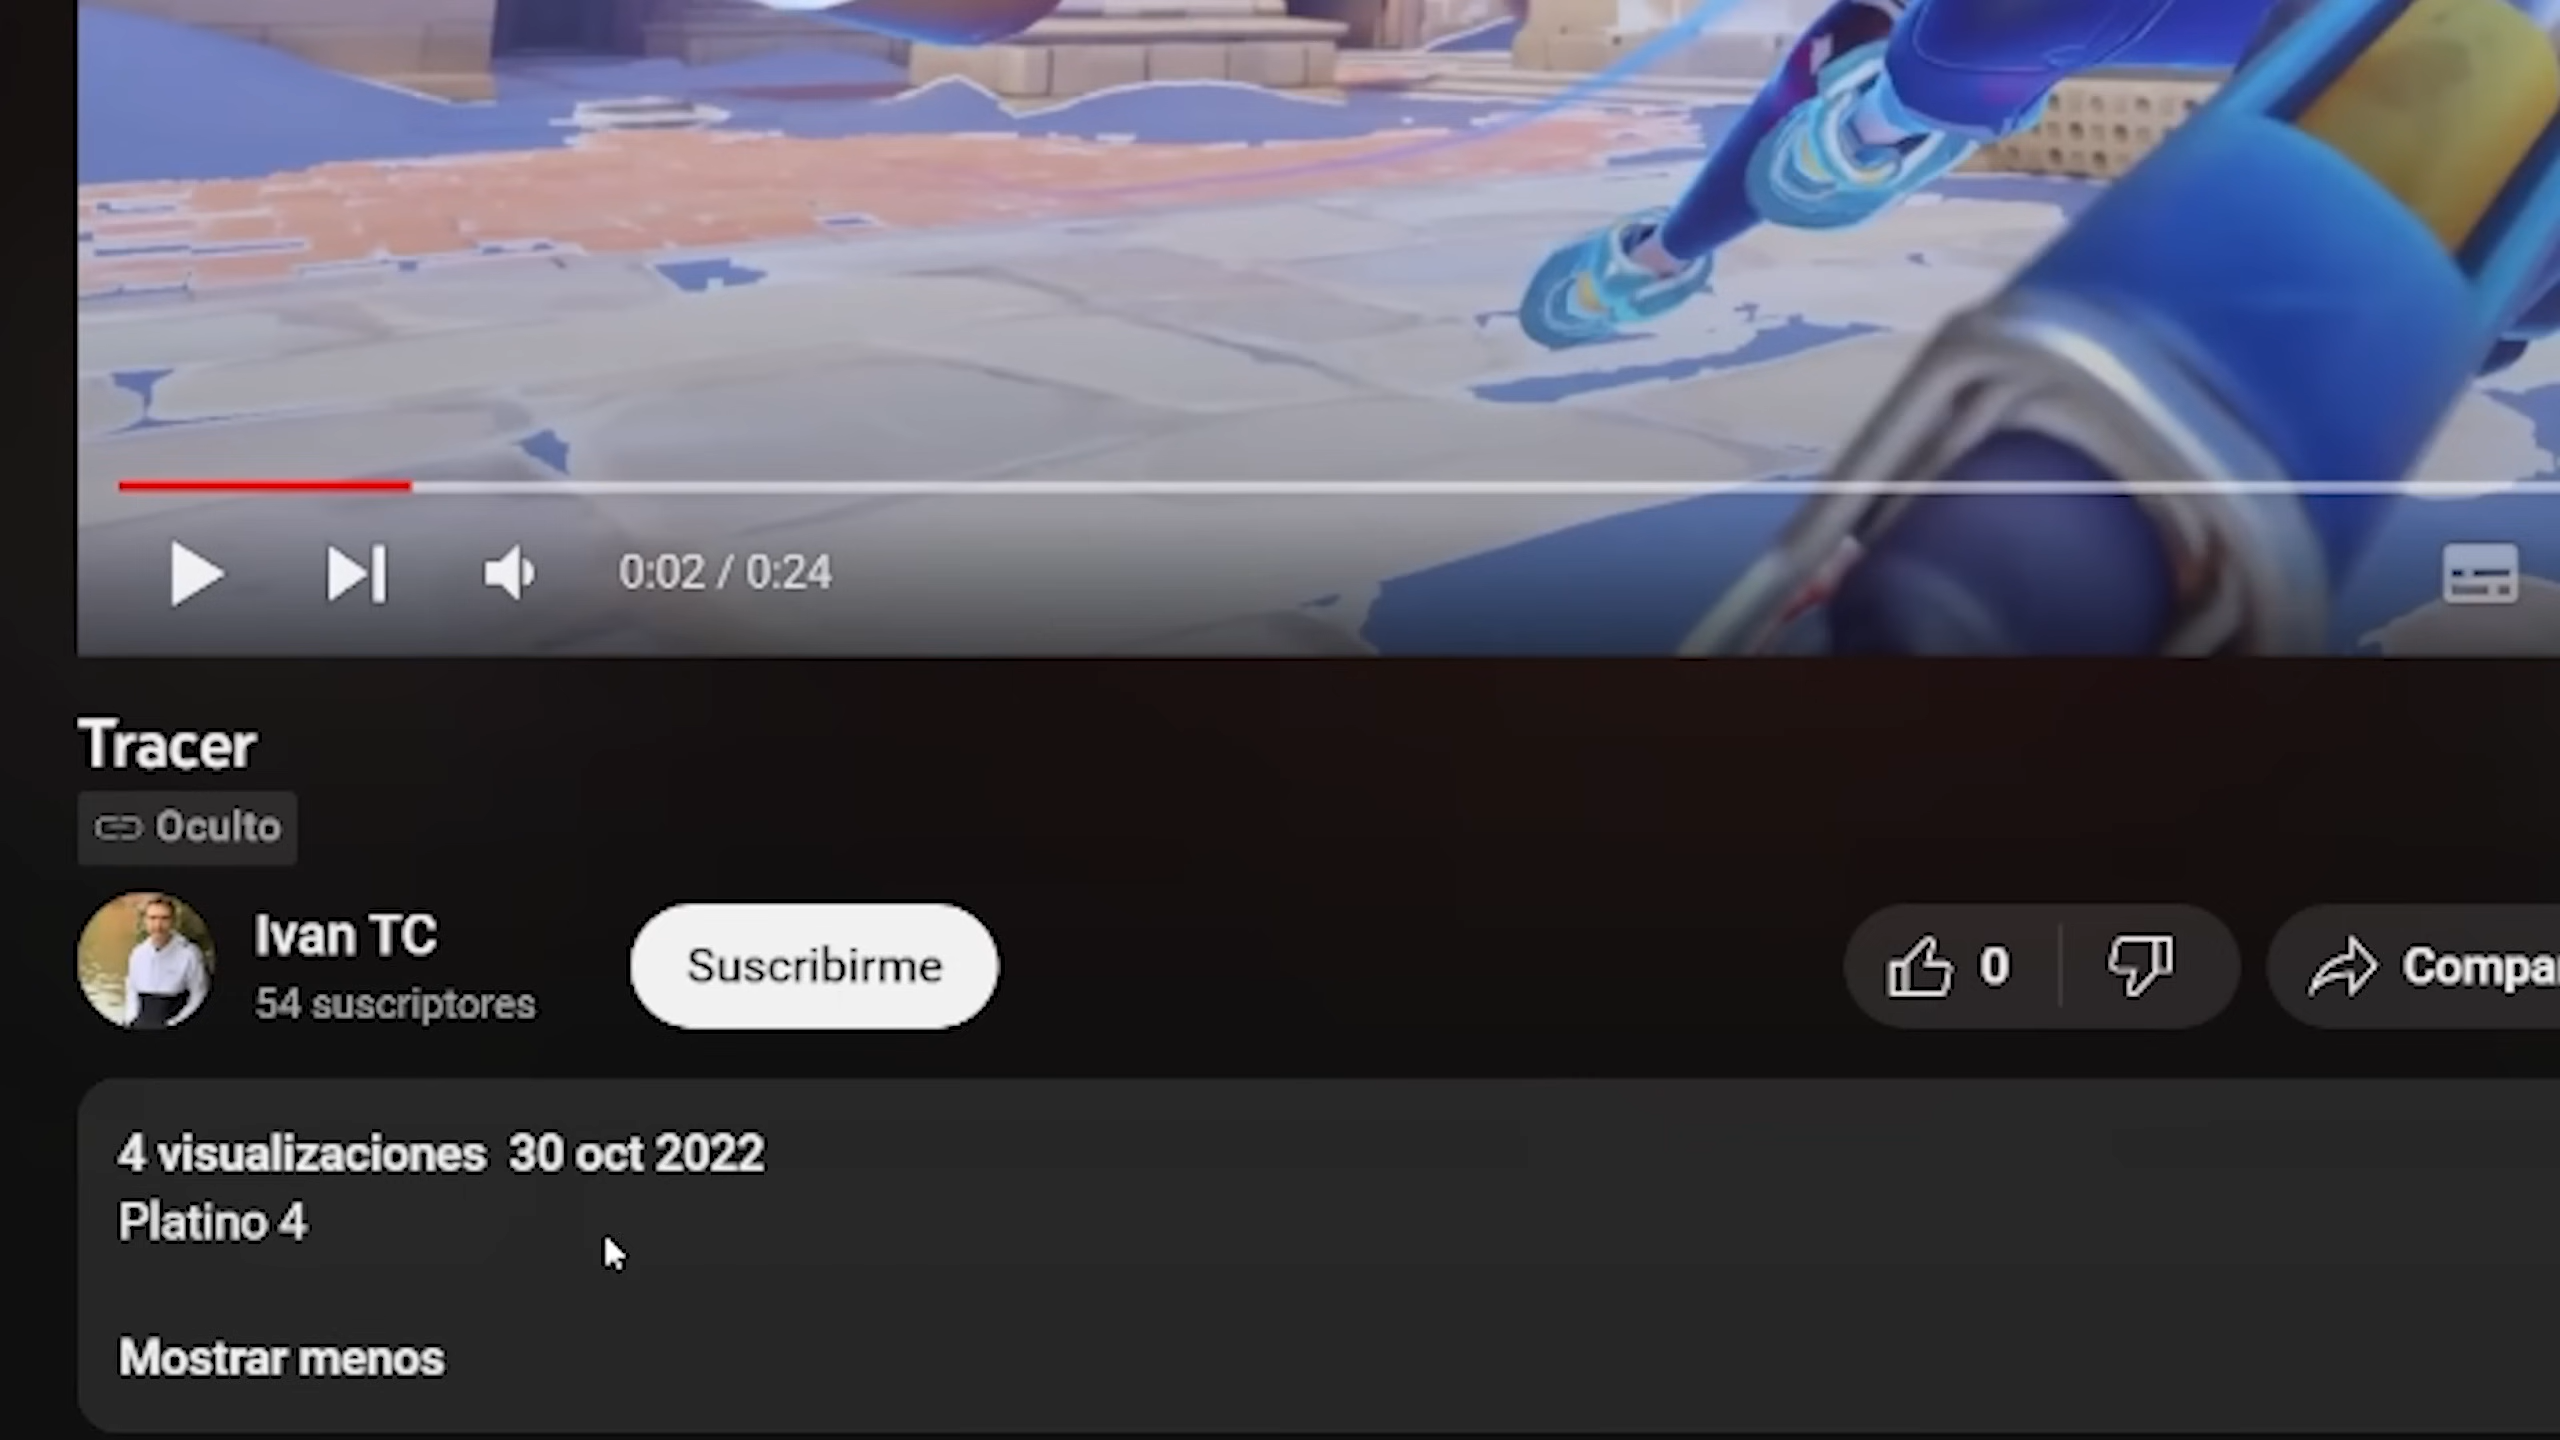 0:02 / 0:24
Tracer
Oculto
Ivan TC
54 suscriptores
Suscribirme
0
Compar
4 visualizaciones 30 oct 2022
Platino 4
Mostrar menos